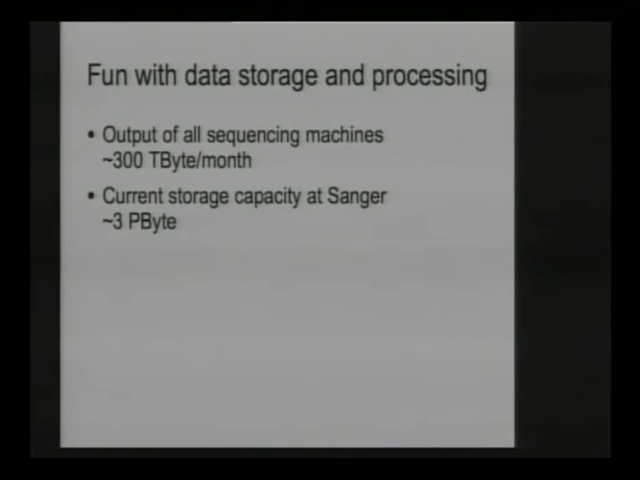 Fun with data storage and processing
• Output of all sequencing machines
~300 TByte/month
• Current storage capacity at Sanger
~3 PByte